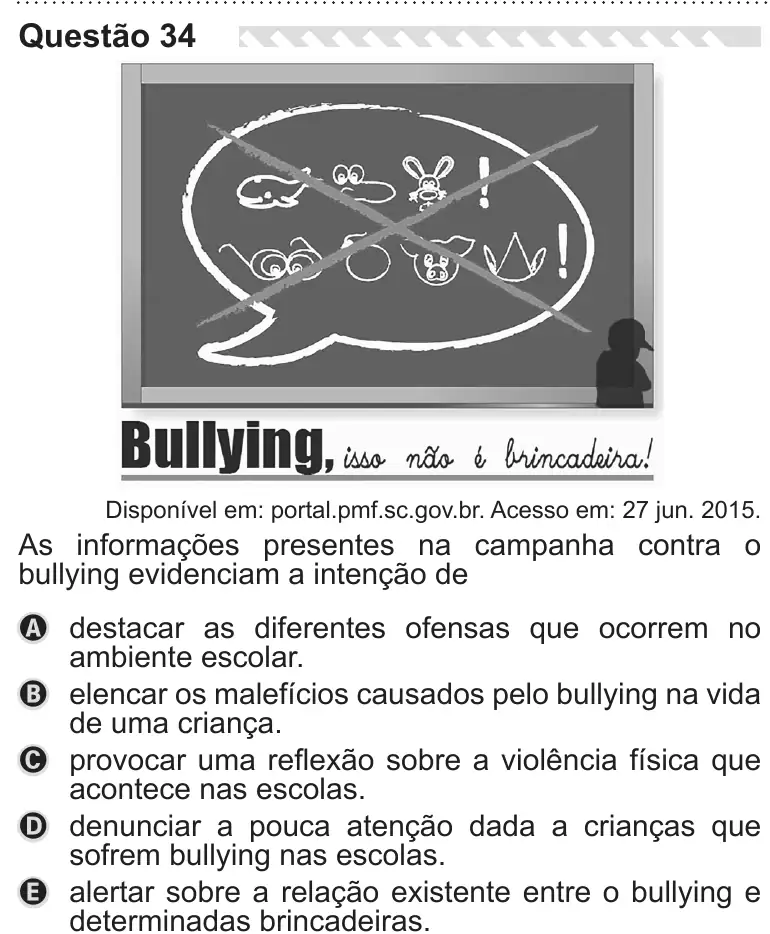 Questão 34
! !
Bullying, isso não é brincadeira!
Disponível em: portal.pmf.sc.gov.br. Acesso em: 27 jun. 2015.
As informações presentes na campanha contra o
bullying evidenciam a intenção de
A destacar as diferentes ofensas que ocorrem no
ambiente escolar.
B elencar os malefícios causados pelo bullying na vida
de uma criança.
C provocar uma reflexão sobre a violência física que
acontece nas escolas.
D denunciar a pouca atenção dada a crianças que
sofrem bullying nas escolas.
E alertar sobre a relação existente entre o bullying e
determinadas brincadeiras.